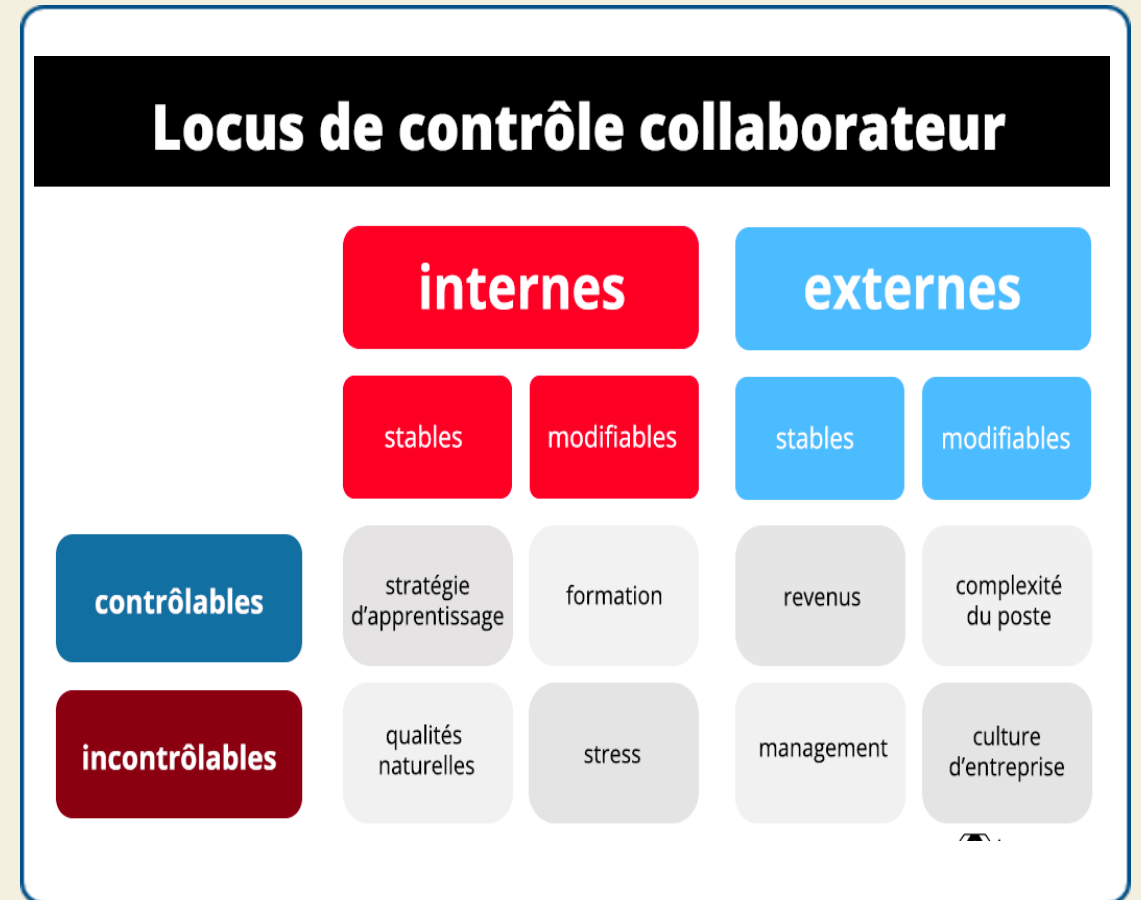 Locus de contrôle collaborateur
internes
externes
stables
modifiables
stables
modifiables
contrôlables
stratégie
d’apprentissage
formation
revenus
complexité
du poste
incontrôlables
qualités
naturelles
stress
management
culture
d’entreprise